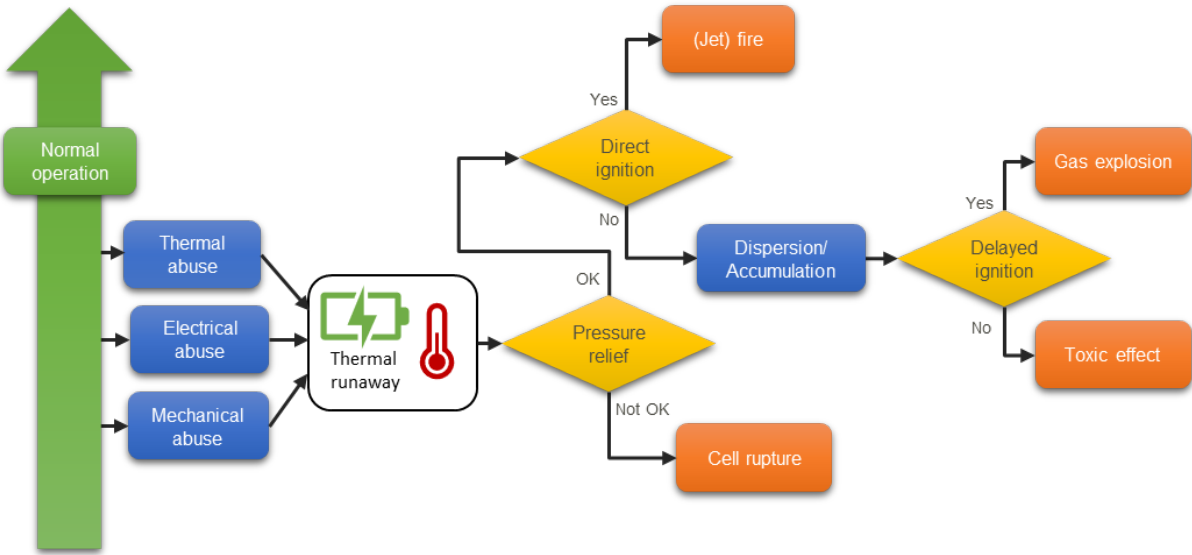 Normal
operation
Thermal
abuse
Electrical
abuse
Mechanical
abuse
Thermal
runaway
Pressure
relief
OK
Not OK
Cell rupture
Direct
ignition
Yes
(Jet) fire
No
Dispersion/
Accumulation
Delayed
ignition
Yes
Gas explosion
No
Toxic effect